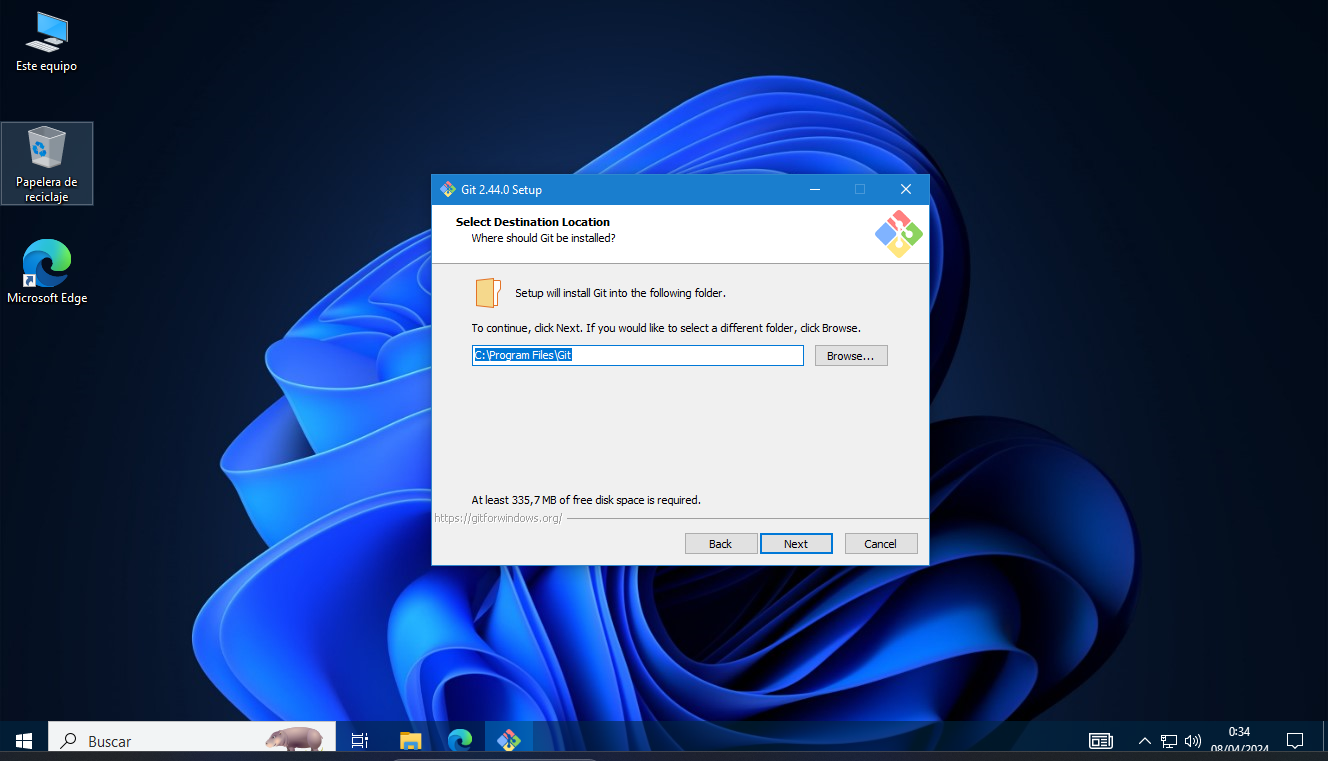 Este equipo
Papelera de
reciclaje
Microsoft Edge
Git 2.44.0 Setup
Select Destination Location
Where should Git be installed?
Setup will install Git into the following folder.
To continue, click Next. If you would like to select a different folder, click Browse.
C:\Program Files\Git
Browse...
At least 335,7 MB of free disk space is required.
https://gitforwindows.org/
Back
Next
Cancel
Buscar
0:34
08/04/2024